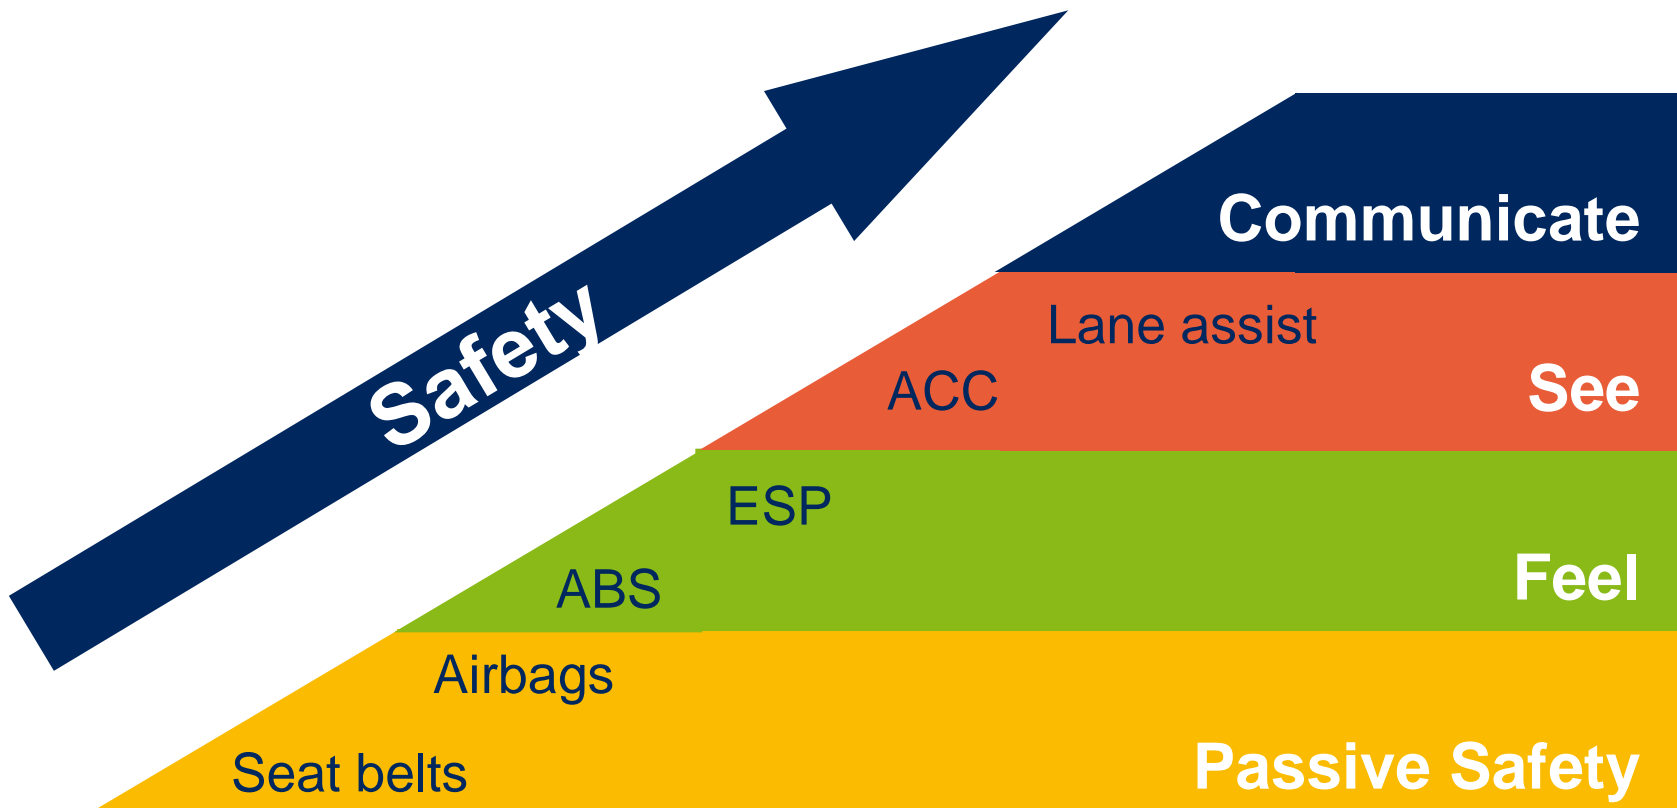 Safety
Communicate
Lane assist
ACC
See
ESP
ABS
Feel
Airbags
Seat belts
Passive Safety